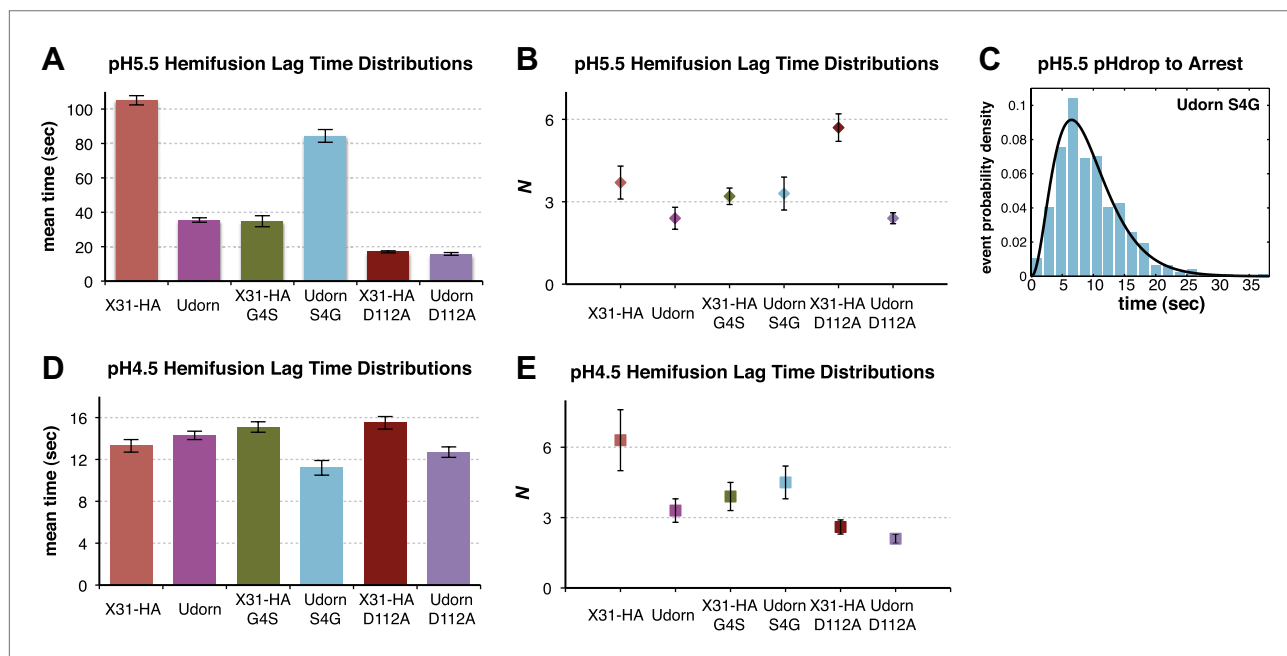 A
pH5.5 Hemifusion Lag Time Distributions
mean time (sec)
100
80
60
40
20
0
X31-HA
Udorn
X31-HA G4S
Udorn S4G
X31-HA D112A
Udorn D112A
B
pH5.5 Hemifusion Lag Time Distributions
N
6
3
0
X31-HA
Udorn
X31-HA G4S
Udorn S4G
X31-HA D112A
Udorn D112A
C
pH5.5 pHdrop to Arrest
Udorn S4G
event probability density
0.1
0.08
0.06
0.04
0.02
0
0 5 10 15 20 25 30 35
time (sec)
D
pH4.5 Hemifusion Lag Time Distributions
mean time (sec)
16
12
8
4
0
X31-HA
Udorn
X31-HA G4S
Udorn S4G
X31-HA D112A
Udorn D112A
E
pH4.5 Hemifusion Lag Time Distributions
N
6
3
0
X31-HA
Udorn
X31-HA G4S
Udorn S4G
X31-HA D112A
Udorn D112A